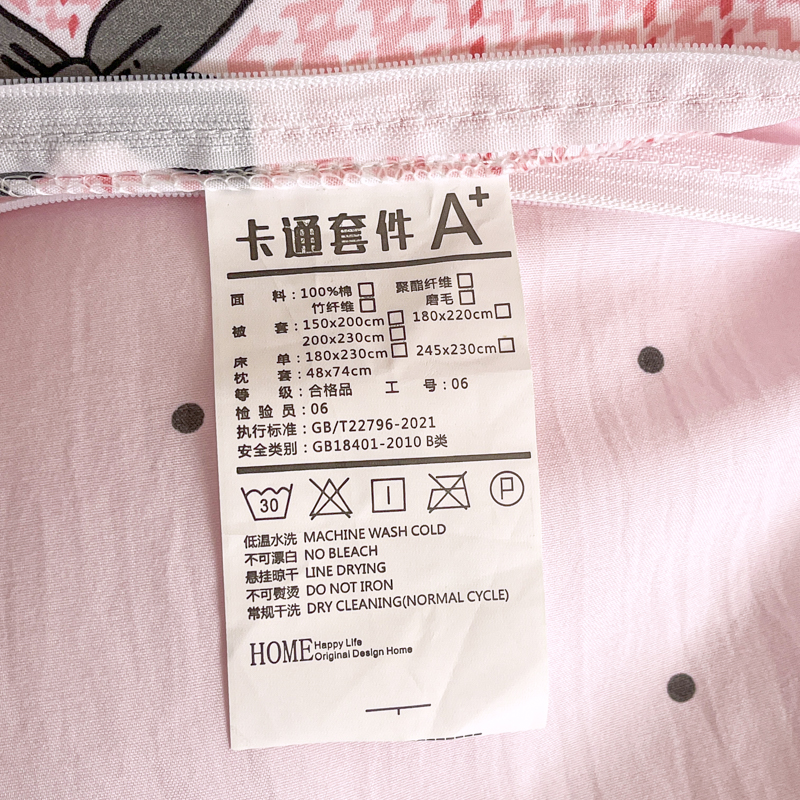 卡通套件 A+
面 料：100%棉□ 聚酯纤维□
竹纤维□ 磨毛□
被 套：150x200cm□ 180x220cm□
200x230cm□
床 单：180x230cm□ 245x230cm□
枕 套：48x74cm
等 级：合格品 工 号：06
检 验 员：06
执行标准：GB/T22796-2021
安全类别：GB18401-2010 B类
30 P
低温水洗 MACHINE WASH COLD
不可漂白 NO BLEACH
悬挂晾干 LINE DRYING
不可熨烫 DO NOT IRON
常规干洗 DRY CLEANING(NORMAL CYCLE)
HOME Happy Life
Original Design Home